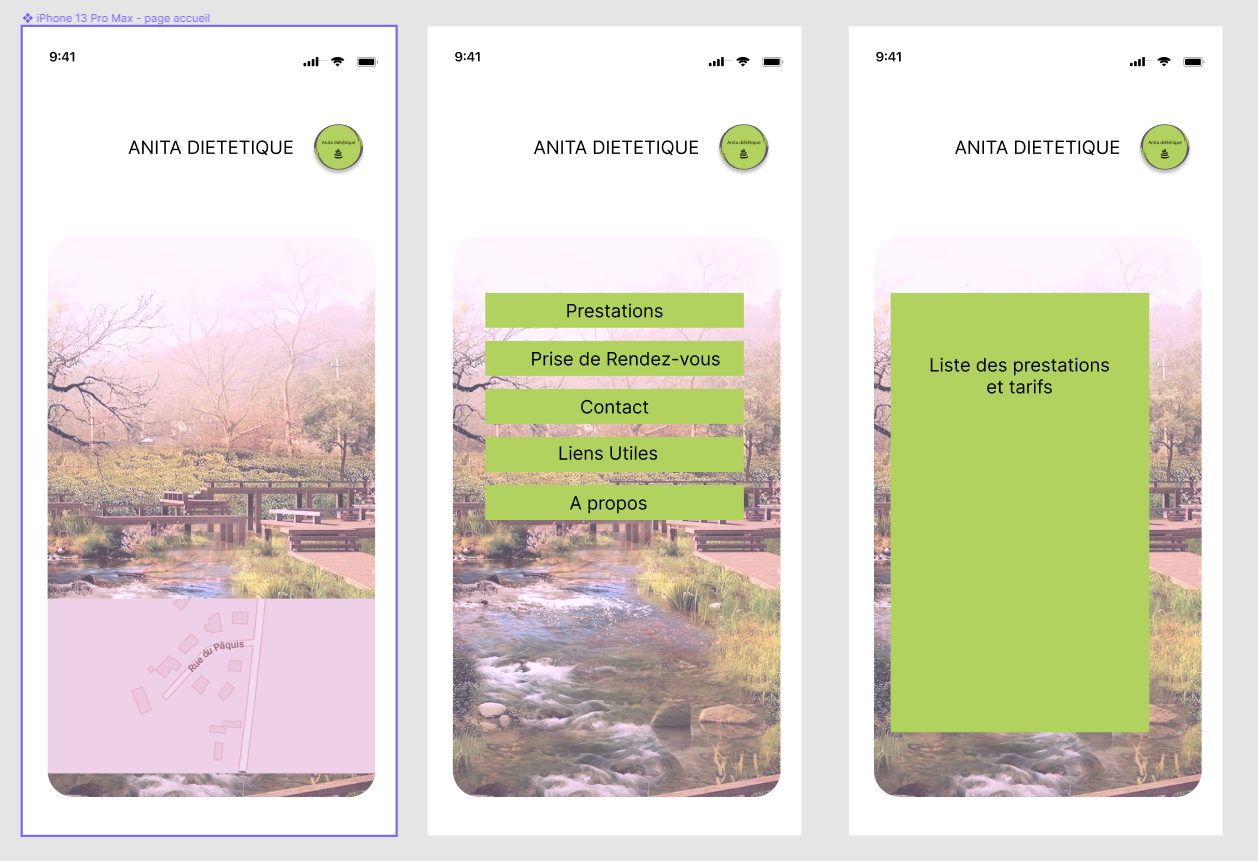 iPhone 13 Pro Max - page accueil
9:41
ANITA DIETETIQUE
Anita diététique
Rue du Pâquis
9:41
ANITA DIETETIQUE
Anita diététique
Prestations
Prise de Rendez-vous
Contact
Liens Utiles
A propos
9:41
ANITA DIETETIQUE
Anita diététique
Liste des prestations
et tarifs